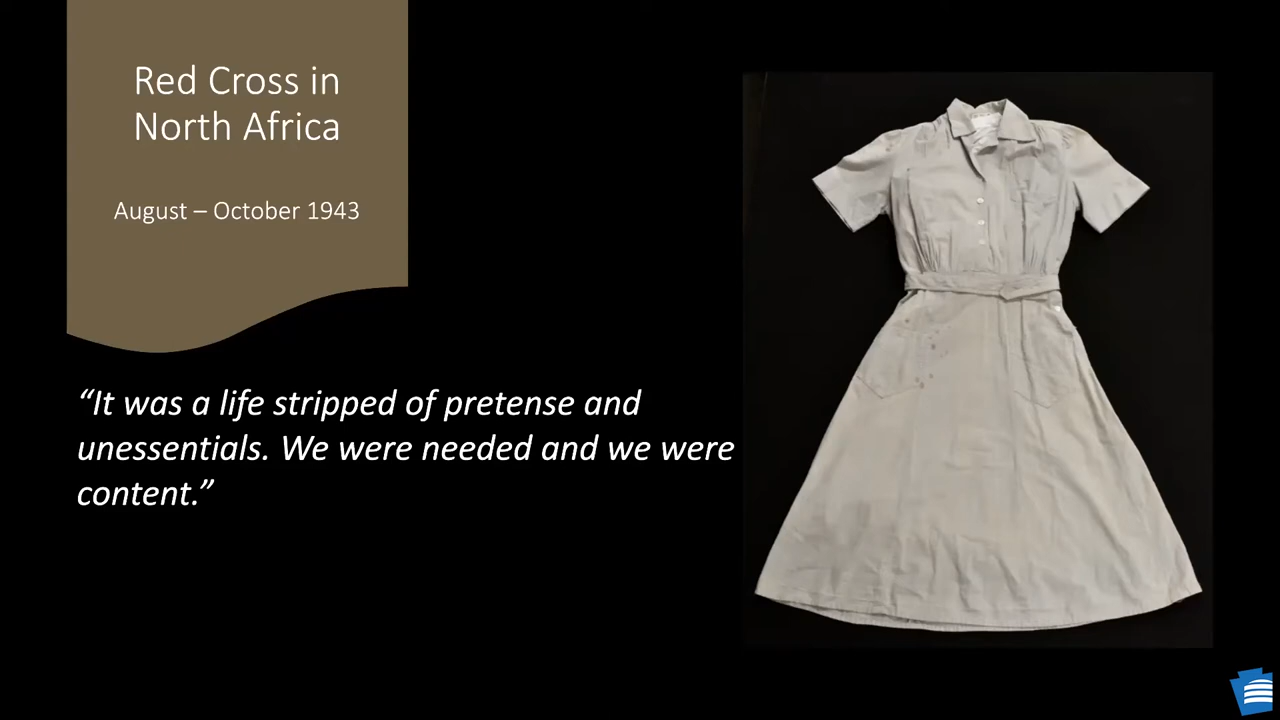 Red Cross in
North Africa
August – October 1943
“It was a life stripped of pretense and
unessentials. We were needed and we were
content.”